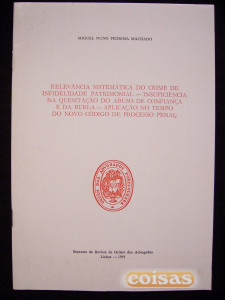 MIGUEL NUNO PEDROSA MACHADO
RELEVÂNCIA SISTEMÁTICA DO CRIME DE
INFIDELIDADE PATRIMONIAL — INSUFICIÊNCIA
NA QUESITAÇÃO DO ABUSO DE CONFIANÇA
E DA BURLA — APLICAÇÃO NO TEMPO
DO NOVO CÓDIGO DE PROCESSO PENAL
Separata da Revista da Ordem dos Advogados
Lisboa —
coisas